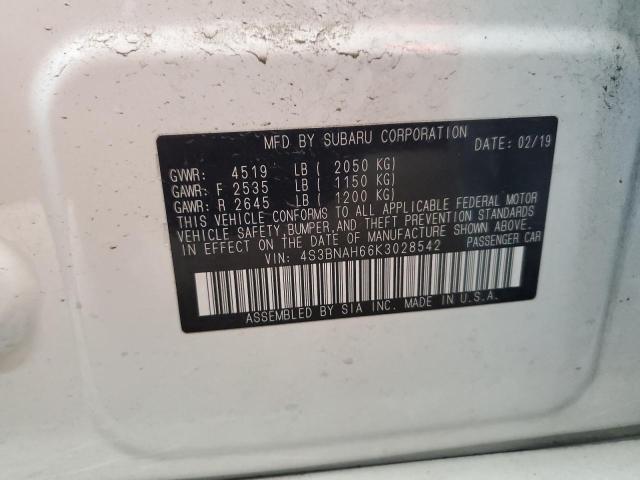 MFD BY SUBARU CORPORATION DATE: 02/19
GVWR: 4519 LB ( 2050 KG)
GAWR: F 2535 LB ( 1150 KG)
GAWR: R 2645 LB ( 1200 KG)
THIS VEHICLE CONFORMS TO ALL APPLICABLE FEDERAL MOTOR
VEHICLE SAFETY,BUMPER,AND THEFT PREVENTION STANDARDS
IN EFFECT ON THE DATE OF MANUFACTURE SHOWN ABOVE.
VIN: 4S3BNAH66K3028542 PASSENGER CAR
ASSEMBLED BY SIA INC. MADE IN U.S.A.